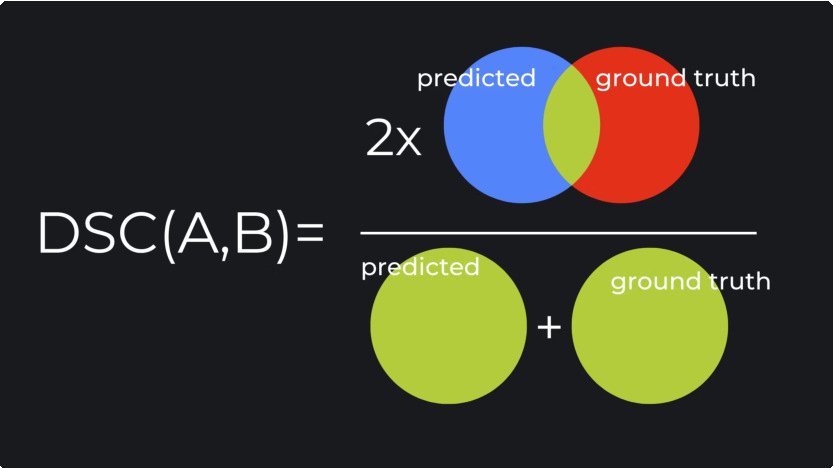 predicted
ground truth
2x
DSC(A,B)=
predicted
ground truth
+